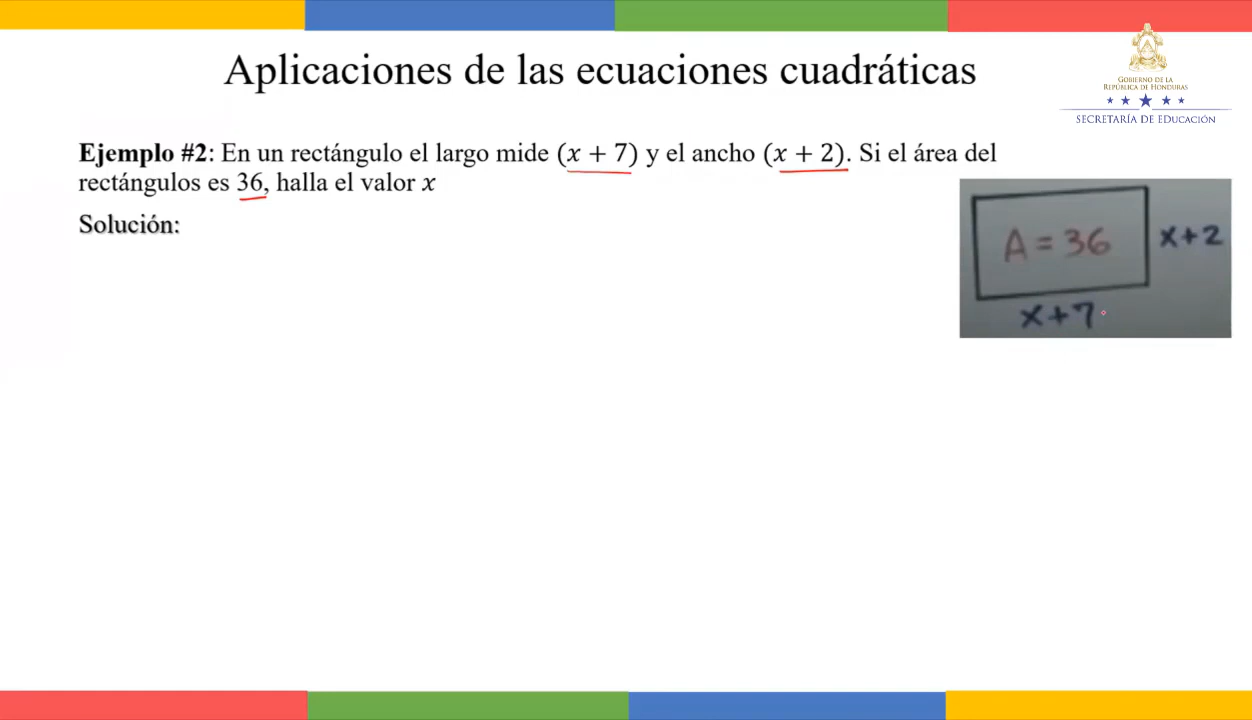 Aplicaciones de las ecuaciones cuadráticas
GOBIERNO DE LA
REPÚBLICA DE HONDURAS
SECRETARÍA DE EDUCACIÓN
Ejemplo #2: En un rectángulo el largo mide (x + 7) y el ancho (x + 2). Si el área del
rectángulos es 36, halla el valor x
Solución:
A = 36
x+2
x+7